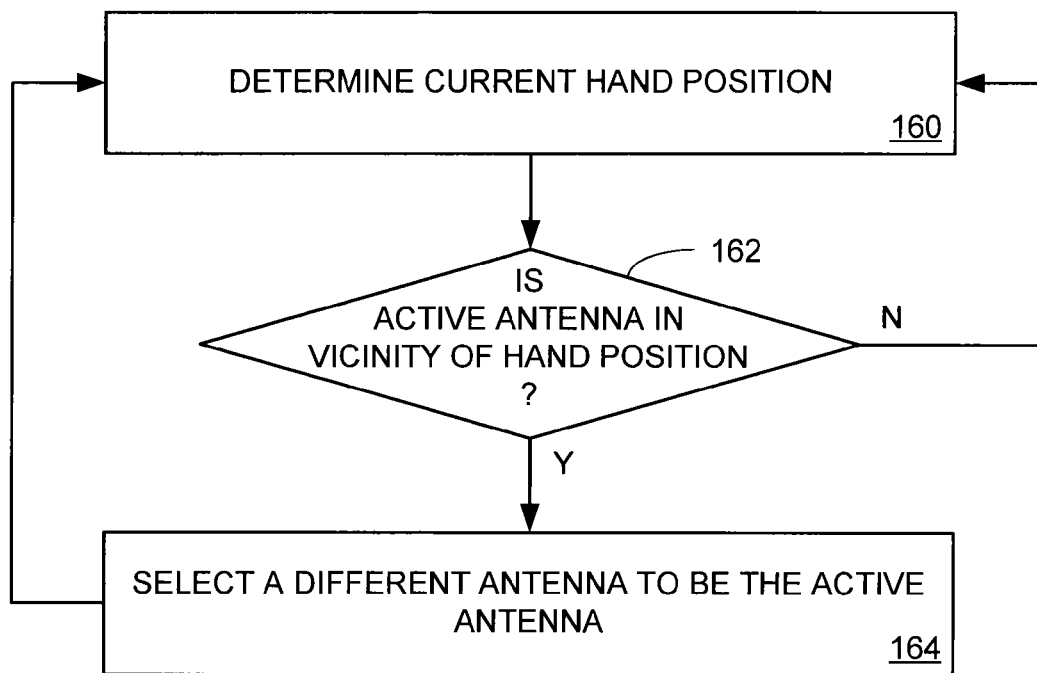 DETERMINE CURRENT HAND POSITION
160
162
IS
ACTIVE ANTENNA IN
VICINITY OF HAND POSITION
?
N
Y
SELECT A DIFFERENT ANTENNA TO BE THE ACTIVE
ANTENNA
164